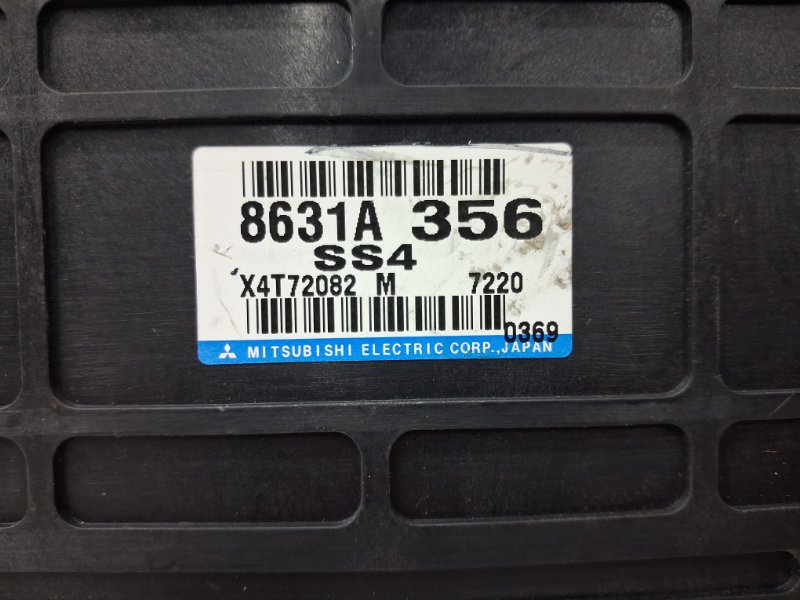 8631A 356
SS4
X4T72082 M 7220
0369
MITSUBISHI ELECTRIC CORP., JAPAN